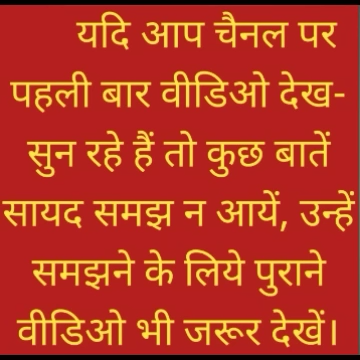 यदि आप चैनल पर
पहली बार वीडिओ देख-
सुन रहे हैं तो कुछ बातें
सायद समझ न आयें, उन्हें
समझने के लिये पुराने
वीडिओ भी जरूर देखें।